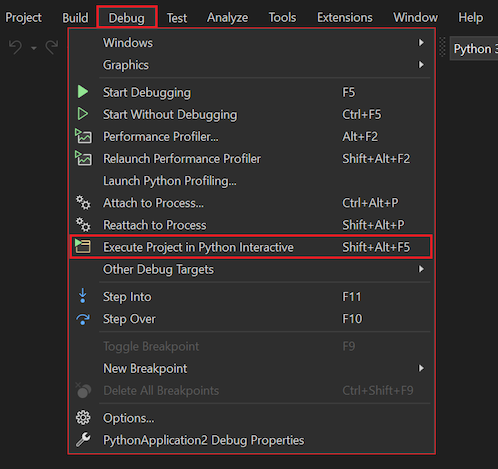 Project Build Debug Test Analyze Tools Extensions Window Help
Python 3
Windows
Graphics
Start Debugging F5
Start Without Debugging Ctrl+F5
Performance Profiler... Alt+F2
Relaunch Performance Profiler Shift+Alt+F2
Launch Python Profiling...
Attach to Process... Ctrl+Alt+P
Reattach to Process Shift+Alt+P
Execute Project in Python Interactive Shift+Alt+F5
Other Debug Targets
Step Into F11
Step Over F10
Toggle Breakpoint F9
New Breakpoint
Delete All Breakpoints Ctrl+Shift+F9
Options...
PythonApplication2 Debug Properties